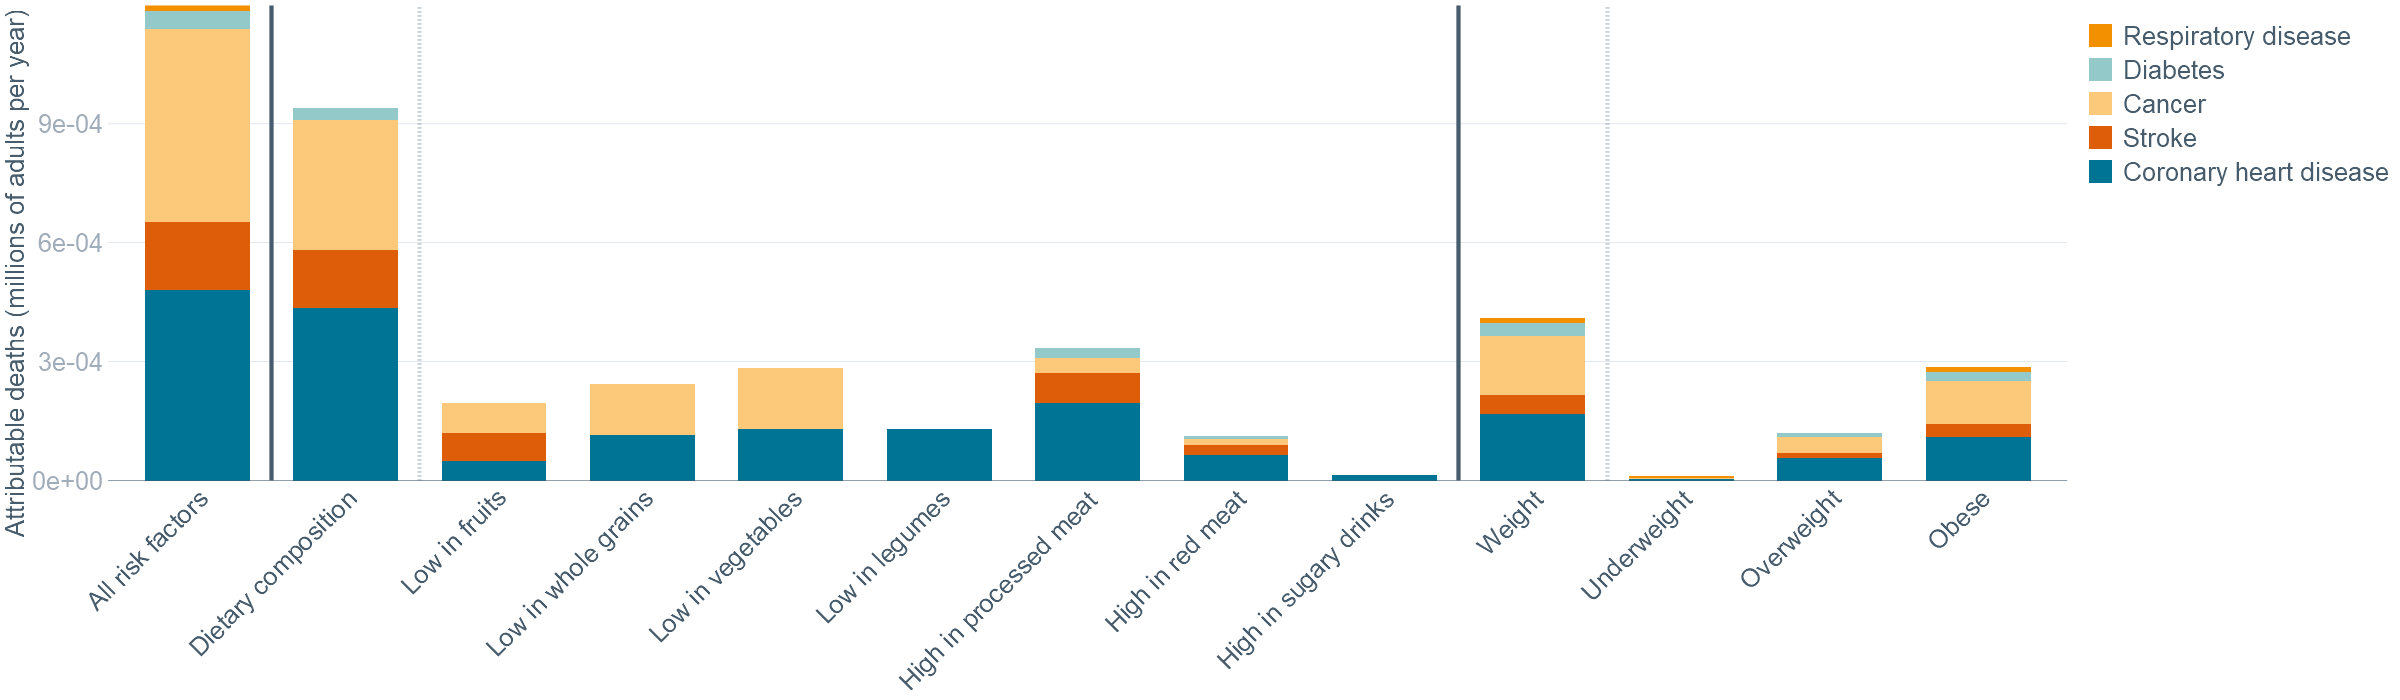 Attributable deaths (millions of adults per year)
9e-04
6e-04
3e-04
0e+00
All risk factors
Dietary composition
Low in fruits
Low in whole grains
Low in vegetables
Low in legumes
High in processed meat
High in red meat
High in sugary drinks
Weight
Underweight
Overweight
Obese
Respiratory disease
Diabetes
Cancer
Stroke
Coronary heart disease